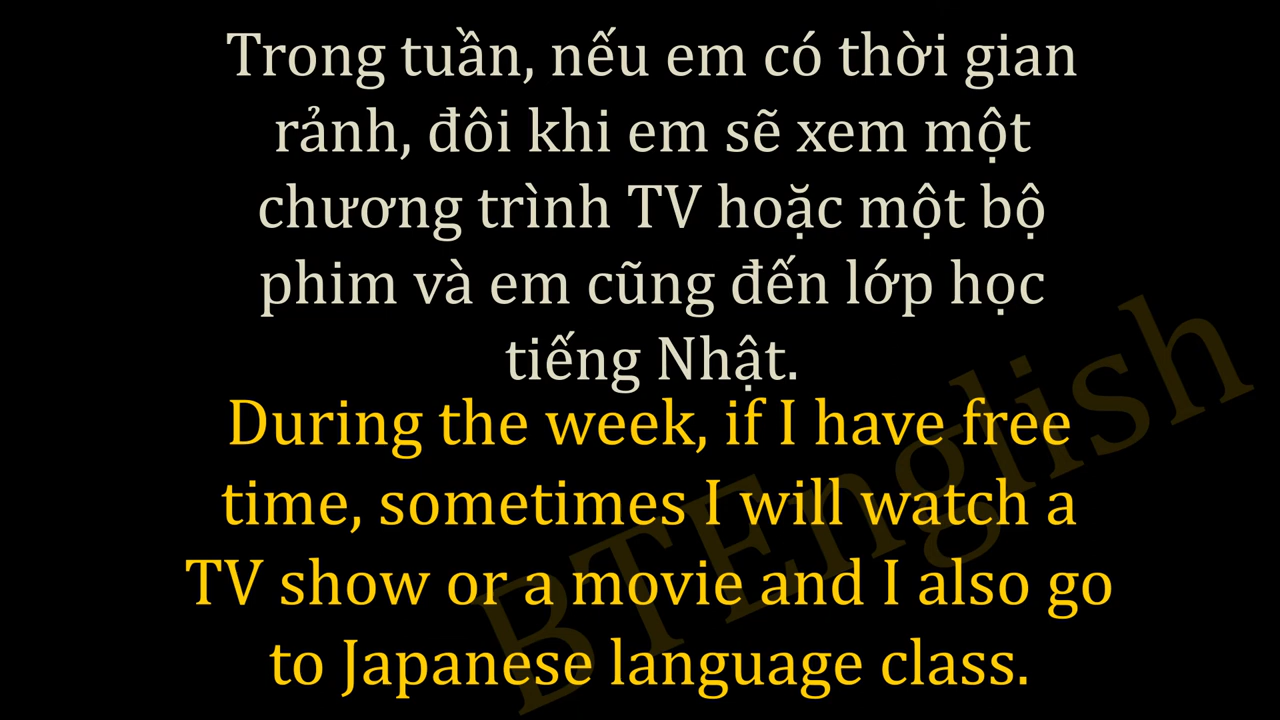 Trong tuần, nếu em có thời gian
rảnh, đôi khi em sẽ xem một
chương trình TV hoặc một bộ
phim và em cũng đến lớp học
tiếng Nhật.
During the week, if I have free
time, sometimes I will watch a
TV show or a movie and I also go
to Japanese language class.
BTEnglish